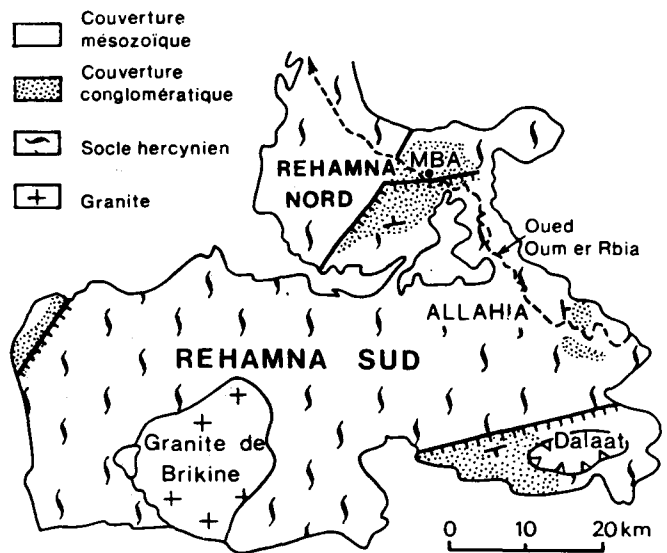 Couverture
mésozoïque
Couverture
conglomératique
Socle hercynien
Granite
REHAMNA
NORD
MBA
Oued
Oum er Rbia
ALLAHIA
REHAMNA SUD
Granite de
Brikine
Dalaat
0 10 20 km